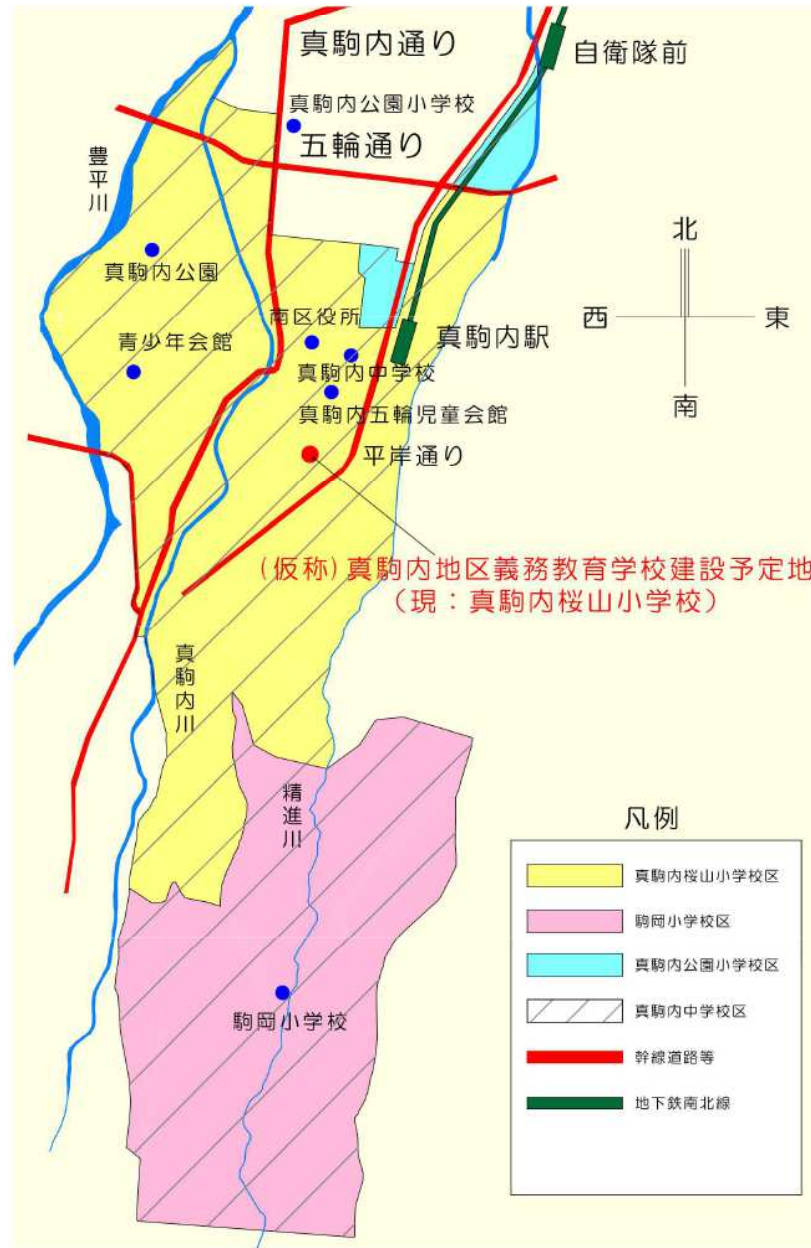 真駒内通り
自衛隊前
真駒内公園小学校
五輪通り
豊平川
真駒内公園
北
西
東
南
南区役所
真駒内駅
青少年会館
真駒内中学校
真駒内五輪児童会館
平岸通り
(仮称)真駒内地区義務教育学校建設予定地
（現：真駒内桜山小学校）
真駒内川
精進川
駒岡小学校
凡例
真駒内桜山小学校区
駒岡小学校区
真駒内公園小学校区
真駒内中学校区
幹線道路等
地下鉄南北線